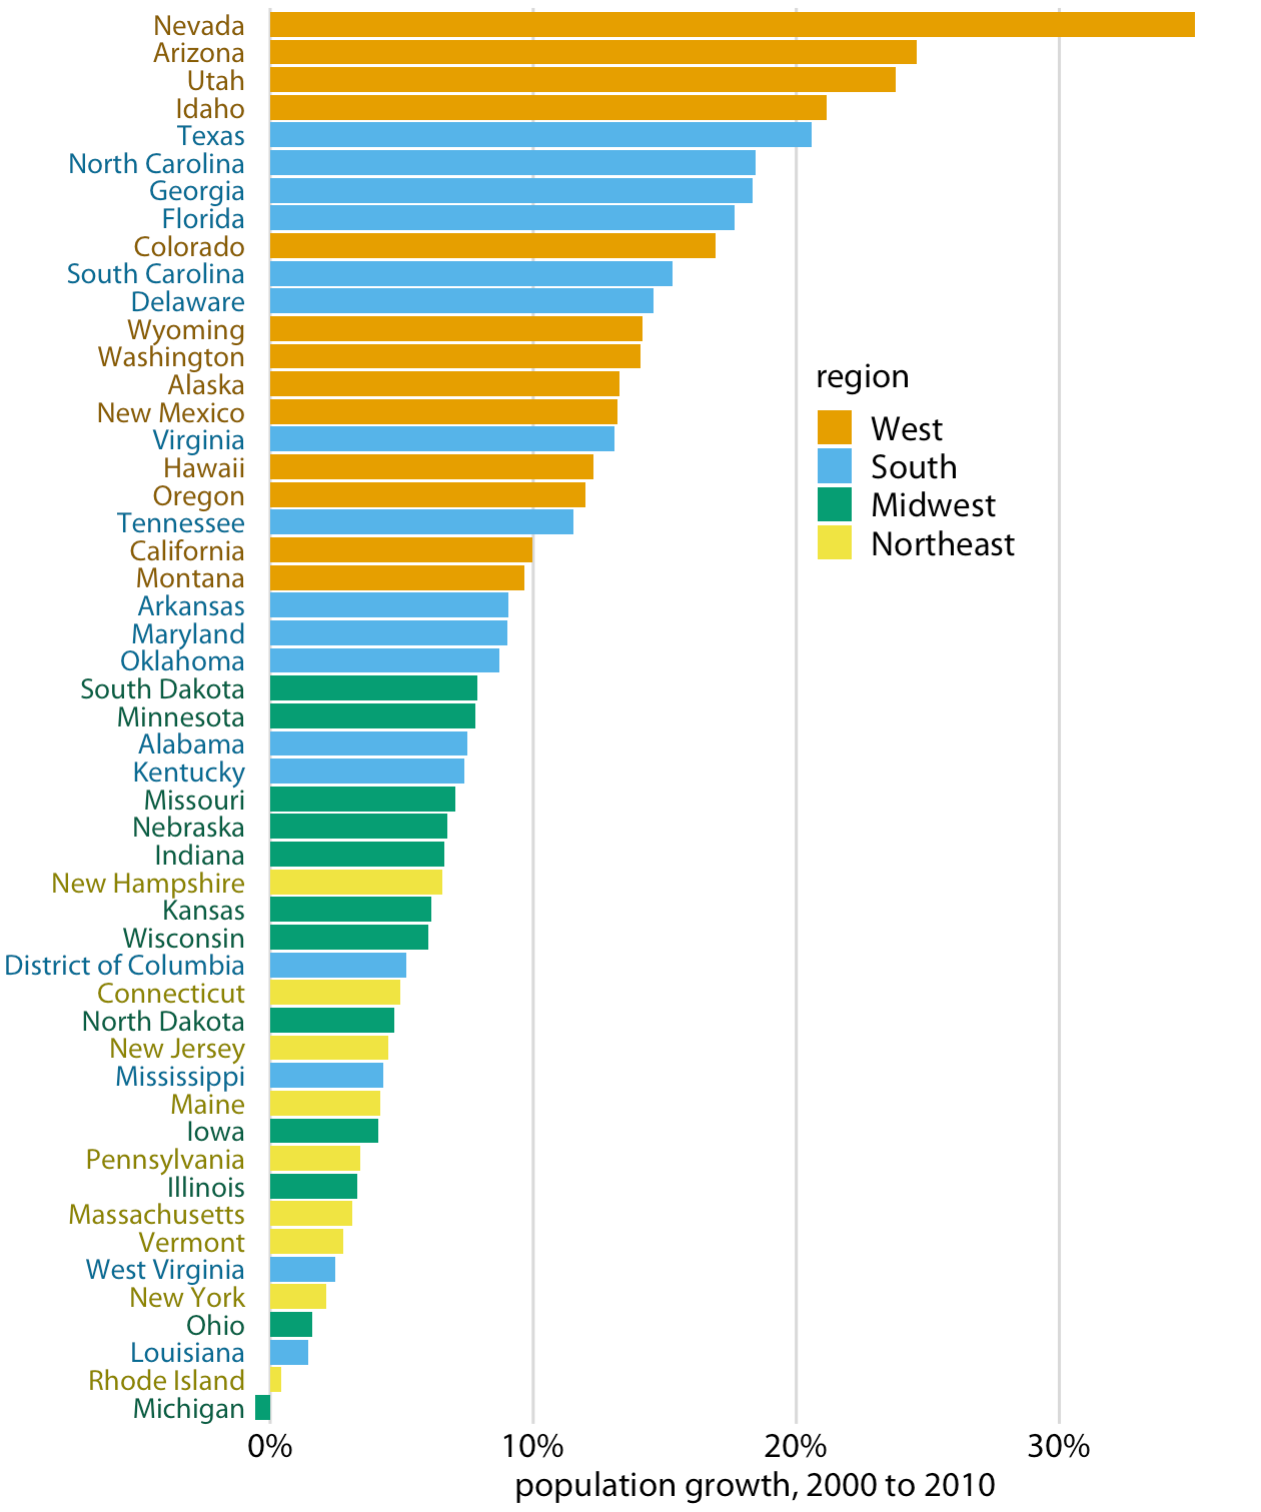 Nevada
Arizona
Utah
Idaho
Texas
North Carolina
Georgia
Florida
Colorado
South Carolina
Delaware
Wyoming
Washington
Alaska
New Mexico
Virginia
Hawaii
Oregon
Tennessee
California
Montana
Arkansas
Maryland
Oklahoma
South Dakota
Minnesota
Alabama
Kentucky
Missouri
Nebraska
Indiana
New Hampshire
Kansas
Wisconsin
District of Columbia
Connecticut
North Dakota
New Jersey
Mississippi
Maine
Iowa
Pennsylvania
Illinois
Massachusetts
Vermont
West Virginia
New York
Ohio
Louisiana
Rhode Island
Michigan
region
West
South
Midwest
Northeast
0% 10% 20% 30%
population growth, 2000 to 2010